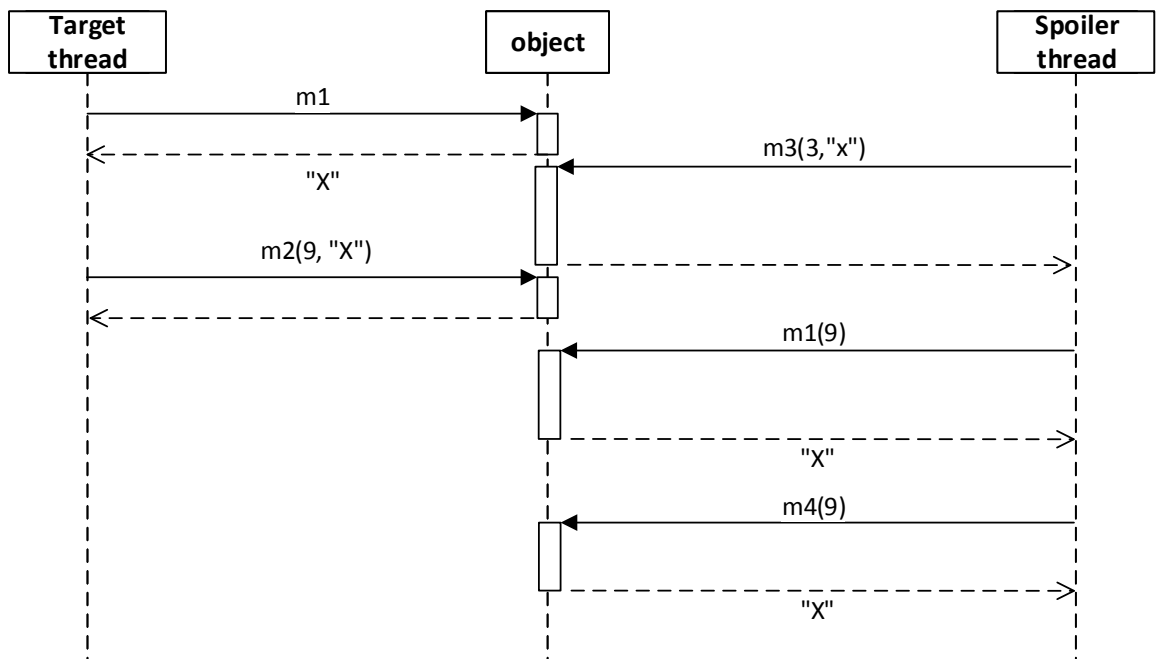 Target
thread
object
Spoiler
thread
m1
m3(3,"x")
"X"
m2(9, "X")
m1(9)
"X"
m4(9)
"X"